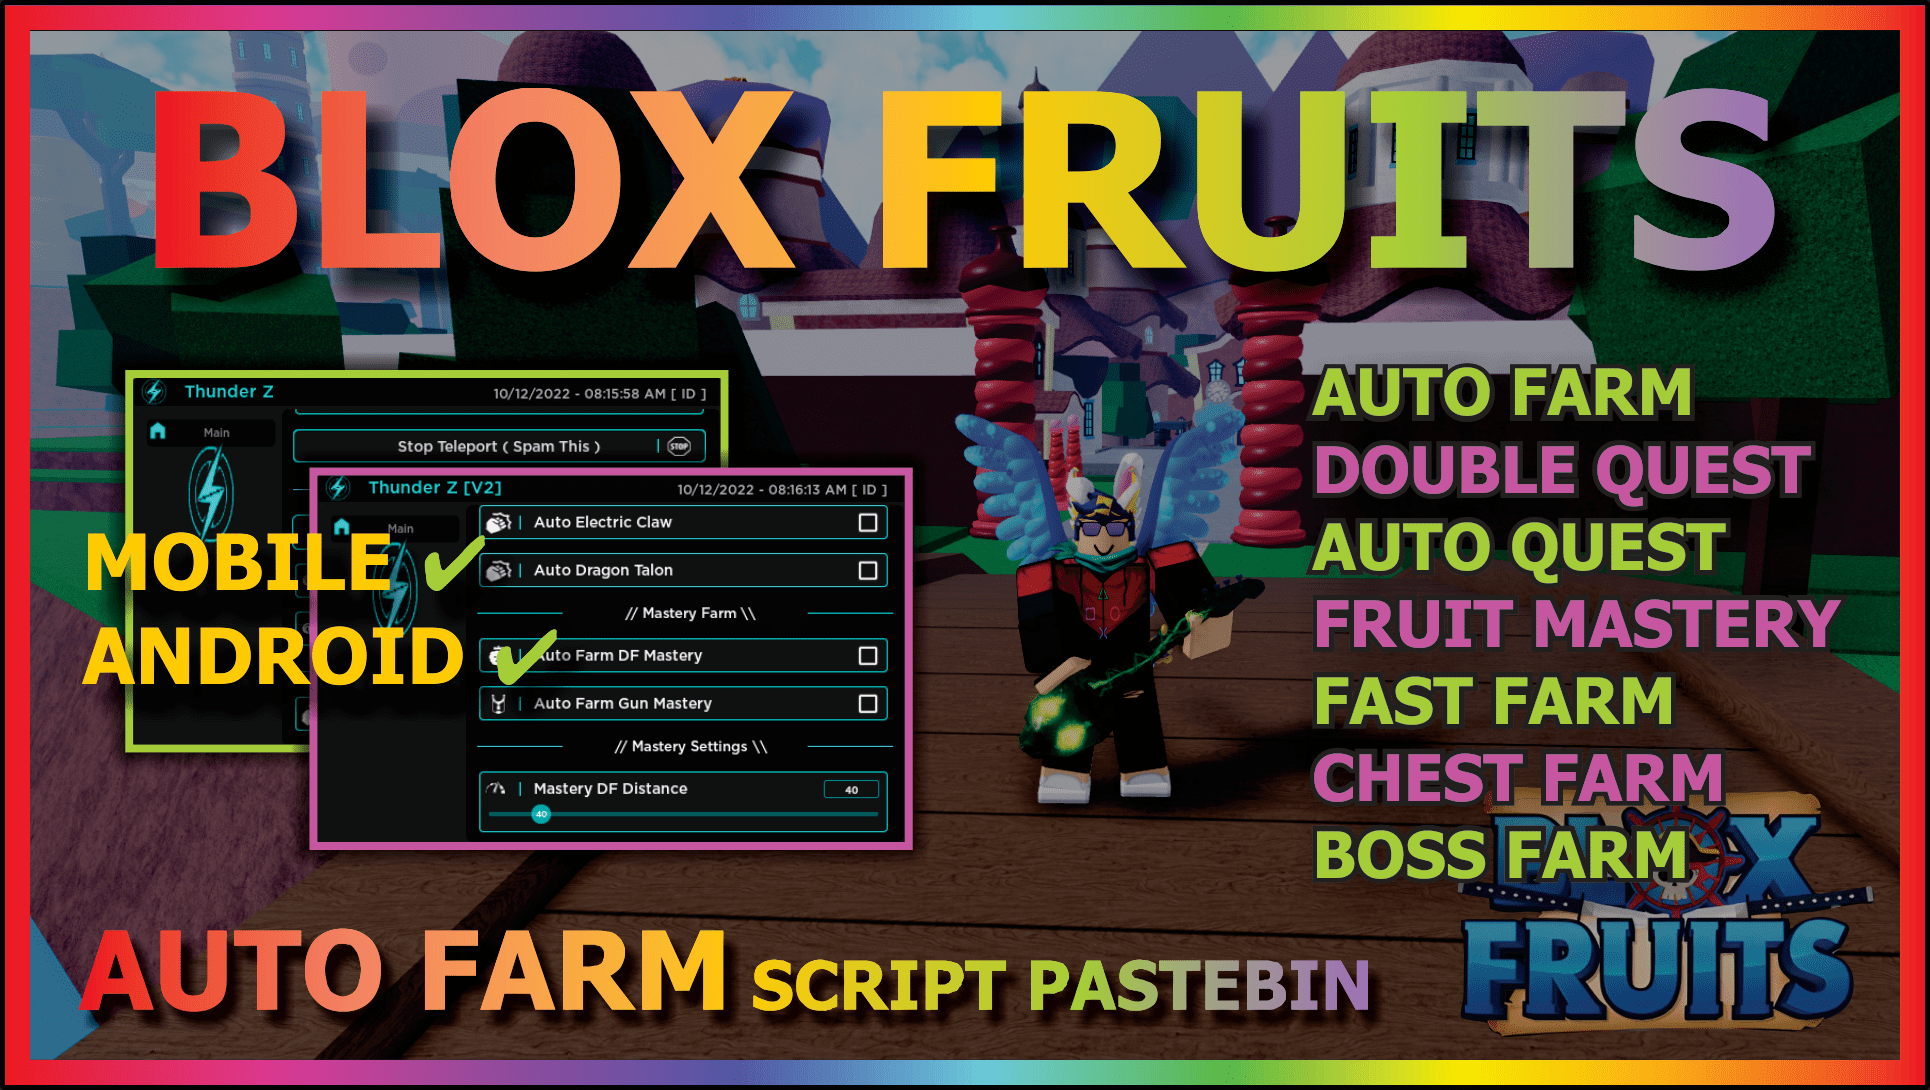 BLOX FRUITS
Thunder Z
10/12/2022 - 08:15:58 AM [ ID ]
Main
Stop Teleport ( Spam This )
STOP
Thunder Z [V2]
10/12/2022 - 08:16:13 AM [ ID ]
Main
Auto Electric Claw
Auto Dragon Talon
// Mastery Farm \\
Auto Farm DF Mastery
Auto Farm Gun Mastery
// Mastery Settings \\
Mastery DF Distance
40
40
MOBILE ✔
ANDROID ✔
AUTO FARM
DOUBLE QUEST
AUTO QUEST
FRUIT MASTERY
FAST FARM
CHEST FARM
BOSS FARM
BLOX
FRUITS
AUTO FARM SCRIPT PASTEBIN